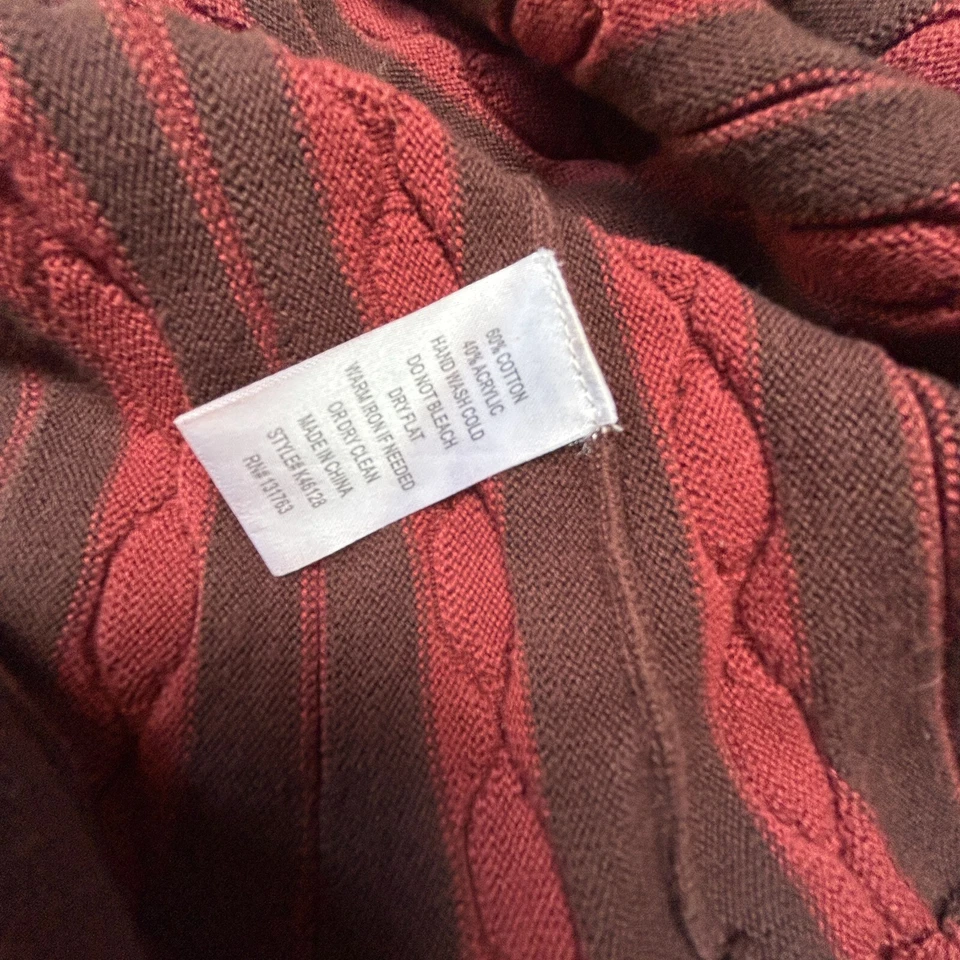 60% COTTON
40% ACRYLIC
HAND WASH COLD
DO NOT BLEACH
DRY FLAT
WARM IRON IF NEEDED
OR DRY CLEAN
MADE IN CHINA
STYLE# K46128
RN# 131763